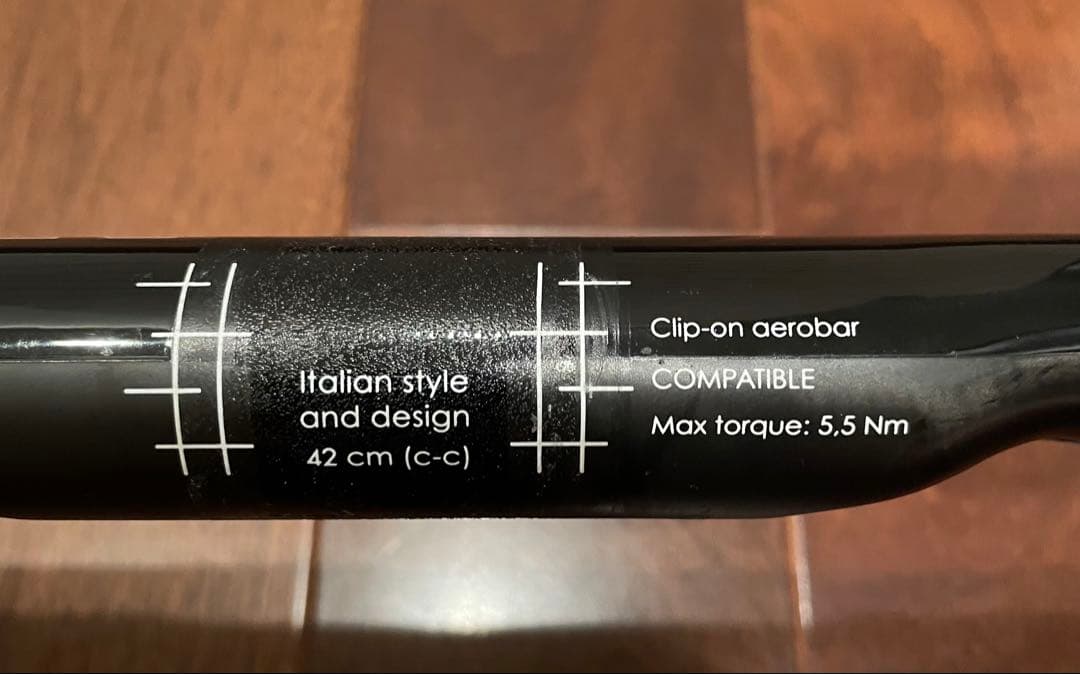 Italian style
and design
42 cm (c-c)
Clip-on aerobar
COMPATIBLE
Max torque: 5,5 Nm